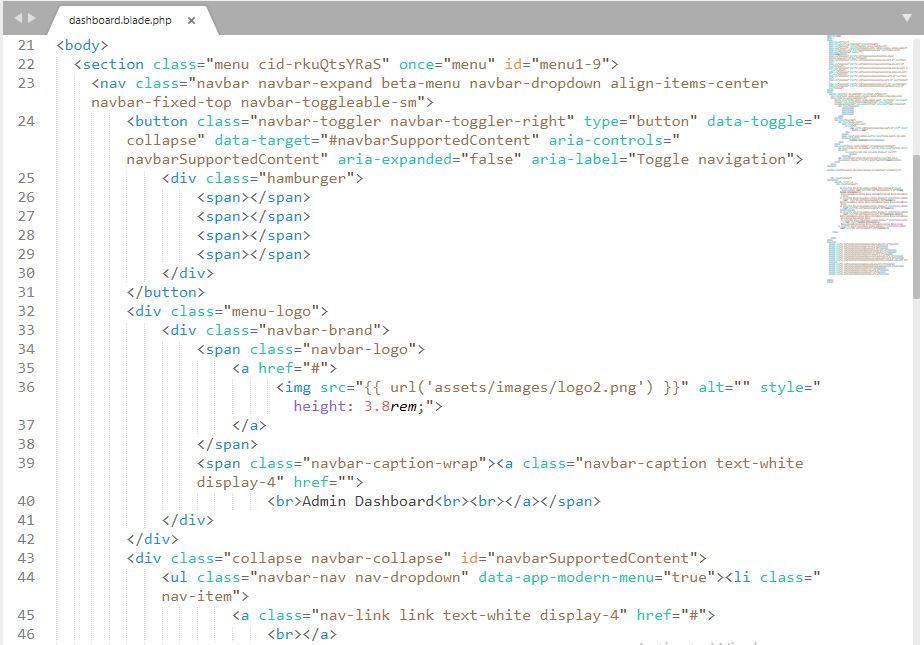 dashboard.blade.php ×
21 <body>
22 <section class="menu cid-rkuQtsYRaS" once="menu" id="menu1-9">
23 <nav class="navbar navbar-expand beta-menu navbar-dropdown align-items-center
navbar-fixed-top navbar-toggleable-sm">
24 <button class="navbar-toggler navbar-toggler-right" type="button" data-toggle="
collapse" data-target="#navbarSupportedContent" aria-controls="
navbarSupportedContent" aria-expanded="false" aria-label="Toggle navigation">
25 <div class="hamburger">
26 <span></span>
27 <span></span>
28 <span></span>
29 <span></span>
30 </div>
31 </button>
32 <div class="menu-logo">
33 <div class="navbar-brand">
34 <span class="navbar-logo">
35 <a href="#">
36 <img src="{{ url('assets/images/logo2.png') }}" alt="" style="
height: 3.8rem;">
37 </a>
38 </span>
39 <span class="navbar-caption-wrap"><a class="navbar-caption text-white
display-4" href="">
40 <br>Admin Dashboard<br><br></a></span>
41 </div>
42 </div>
43 <div class="collapse navbar-collapse" id="navbarSupportedContent">
44 <ul class="navbar-nav nav-dropdown" data-app-modern-menu="true"><li class="
nav-item">
45 <a class="nav-link link text-white display-4" href="#">
46 <br></a>